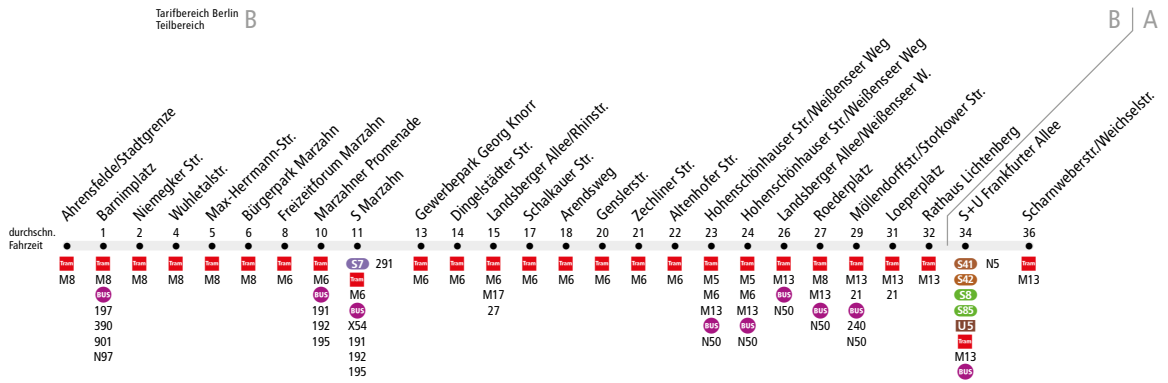 Tarifbereich Berlin
Teilbereich
B
B
A
Ahrensfelde/Stadtgrenze
Barnimplatz
Niemegker Str.
Wuhletalstr.
Max-Herrmann-Str.
Bürgerpark Marzahn
Freizeitforum Marzahn
Marzahner Promenade
S Marzahn
Gewerbepark Georg Knorr
Dingelstädter Str.
Landsberger Allee/Rhinstr.
Schalkauer Str.
Arendsweg
Genslerstr.
Zechliner Str.
Altenhofer Str.
Hohenschönhauser Str./Weißenseer Weg
Hohenschönhauser Str./Weißenseer Weg
Landsberger Allee/Weißenseer W.
Roederplatz
Möllendorffstr./Storkower Str.
Loeperplatz
Rathaus Lichtenberg
S+U Frankfurter Allee
Scharnweberstr./Weichselstr.
durchschn. 1 2 4 5 6 8 10 11 13 14 15 17 18 20 21 22 23 24 26 27 29 31 32 34 36
Fahrzeit
Tram Tram Tram Tram Tram Tram Tram Tram S7 291 Tram Tram Tram Tram Tram Tram Tram Tram Tram Tram Tram Tram Tram Tram Tram S41 N5 Tram
M8 M8 M8 M8 M8 M8 M6 M6 Tram M6 M6 M6 M6 M6 M6 M6 M6 M5 M5 M13 M8 M13 M13 M13 S42 M13
BUS BUS M6 M17 M6 M6 BUS M13 21 21 S8
197 191 BUS 27 M13 M13 N50 BUS BUS S85
390 192 X54 BUS BUS N50 240 U5
901 195 191 N50 N50 N50 Tram
N97 192 M13
195 BUS